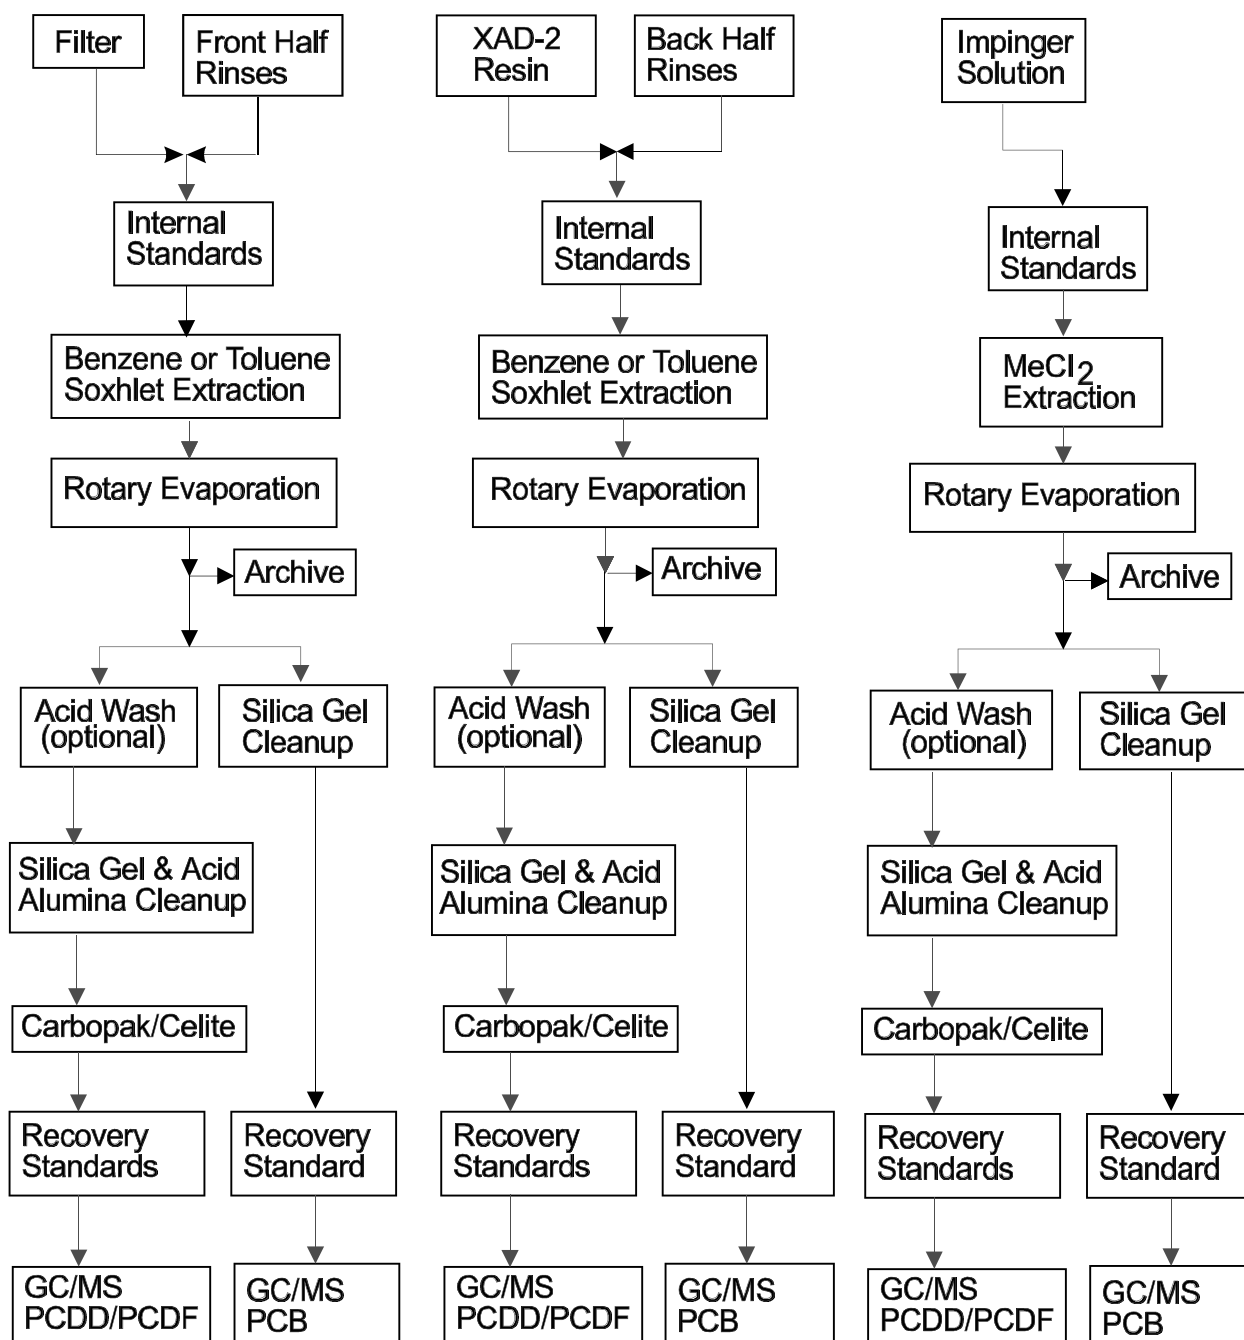 Filter
Front Half
Rinses
XAD-2
Resin
Back Half
Rinses
Impinger
Solution
Internal
Standards
Internal
Standards
Internal
Standards
Benzene or Toluene
Soxhlet Extraction
Benzene or Toluene
Soxhlet Extraction
MeCl2
Extraction
Rotary Evaporation
Rotary Evaporation
Rotary Evaporation
Archive
Archive
Archive
Acid Wash
(optional)
Silica Gel
Cleanup
Acid Wash
(optional)
Silica Gel
Cleanup
Acid Wash
(optional)
Silica Gel
Cleanup
Silica Gel & Acid
Alumina Cleanup
Silica Gel & Acid
Alumina Cleanup
Silica Gel & Acid
Alumina Cleanup
Carbopak/Celite
Carbopak/Celite
Carbopak/Celite
Recovery
Standards
Recovery
Standard
Recovery
Standards
Recovery
Standard
Recovery
Standards
Recovery
Standard
GC/MS
PCDD/PCDF
GC/MS
PCB
GC/MS
PCDD/PCDF
GC/MS
PCB
GC/MS
PCDD/PCDF
GC/MS
PCB